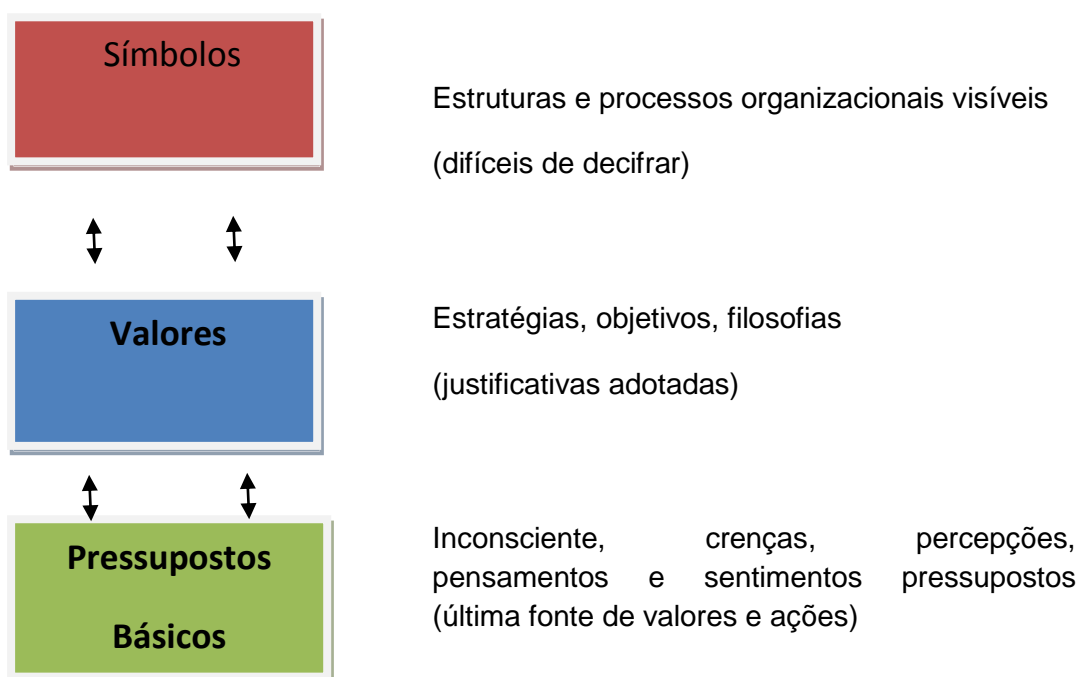 Símbolos
Estruturas e processos organizacionais visíveis
(difíceis de decifrar)
Valores
Estratégias, objetivos, filosofias
(justificativas adotadas)
Pressupostos
Básicos
Inconsciente, crenças, percepções,
pensamentos e sentimentos pressupostos
(última fonte de valores e ações)